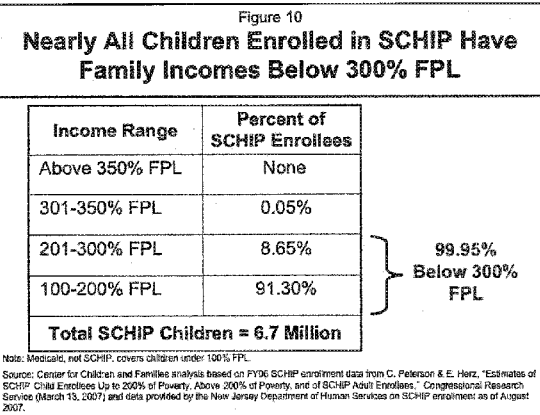 Figure 10
Nearly All Children Enrolled in SCHIP Have
Family Incomes Below 300% FPL
Income Range
Percent of
SCHIP Enrollees
Above 350% FPL
None
301-350% FPL
0.05%
201-300% FPL
8.65%
100-200% FPL
91.30%
99.95%
Below 300%
FPL
Total SCHIP Children = 6.7 Million
Note: Medicaid, not SCHIP, covers children under 100% FPL.
Source: Center for Children and Families analysis based on FY06 SCHIP enrollment data from C. Peterson & E. Herz, "Estimates of
SCHIP Child Enrollees Up to 200% of Poverty, Above 200% of Poverty, and of SCHIP Adult Enrollees," Congressional Research
Service (March 13, 2007) and data provided by the New Jersey Department of Human Services on SCHIP enrollment as of August
2007.